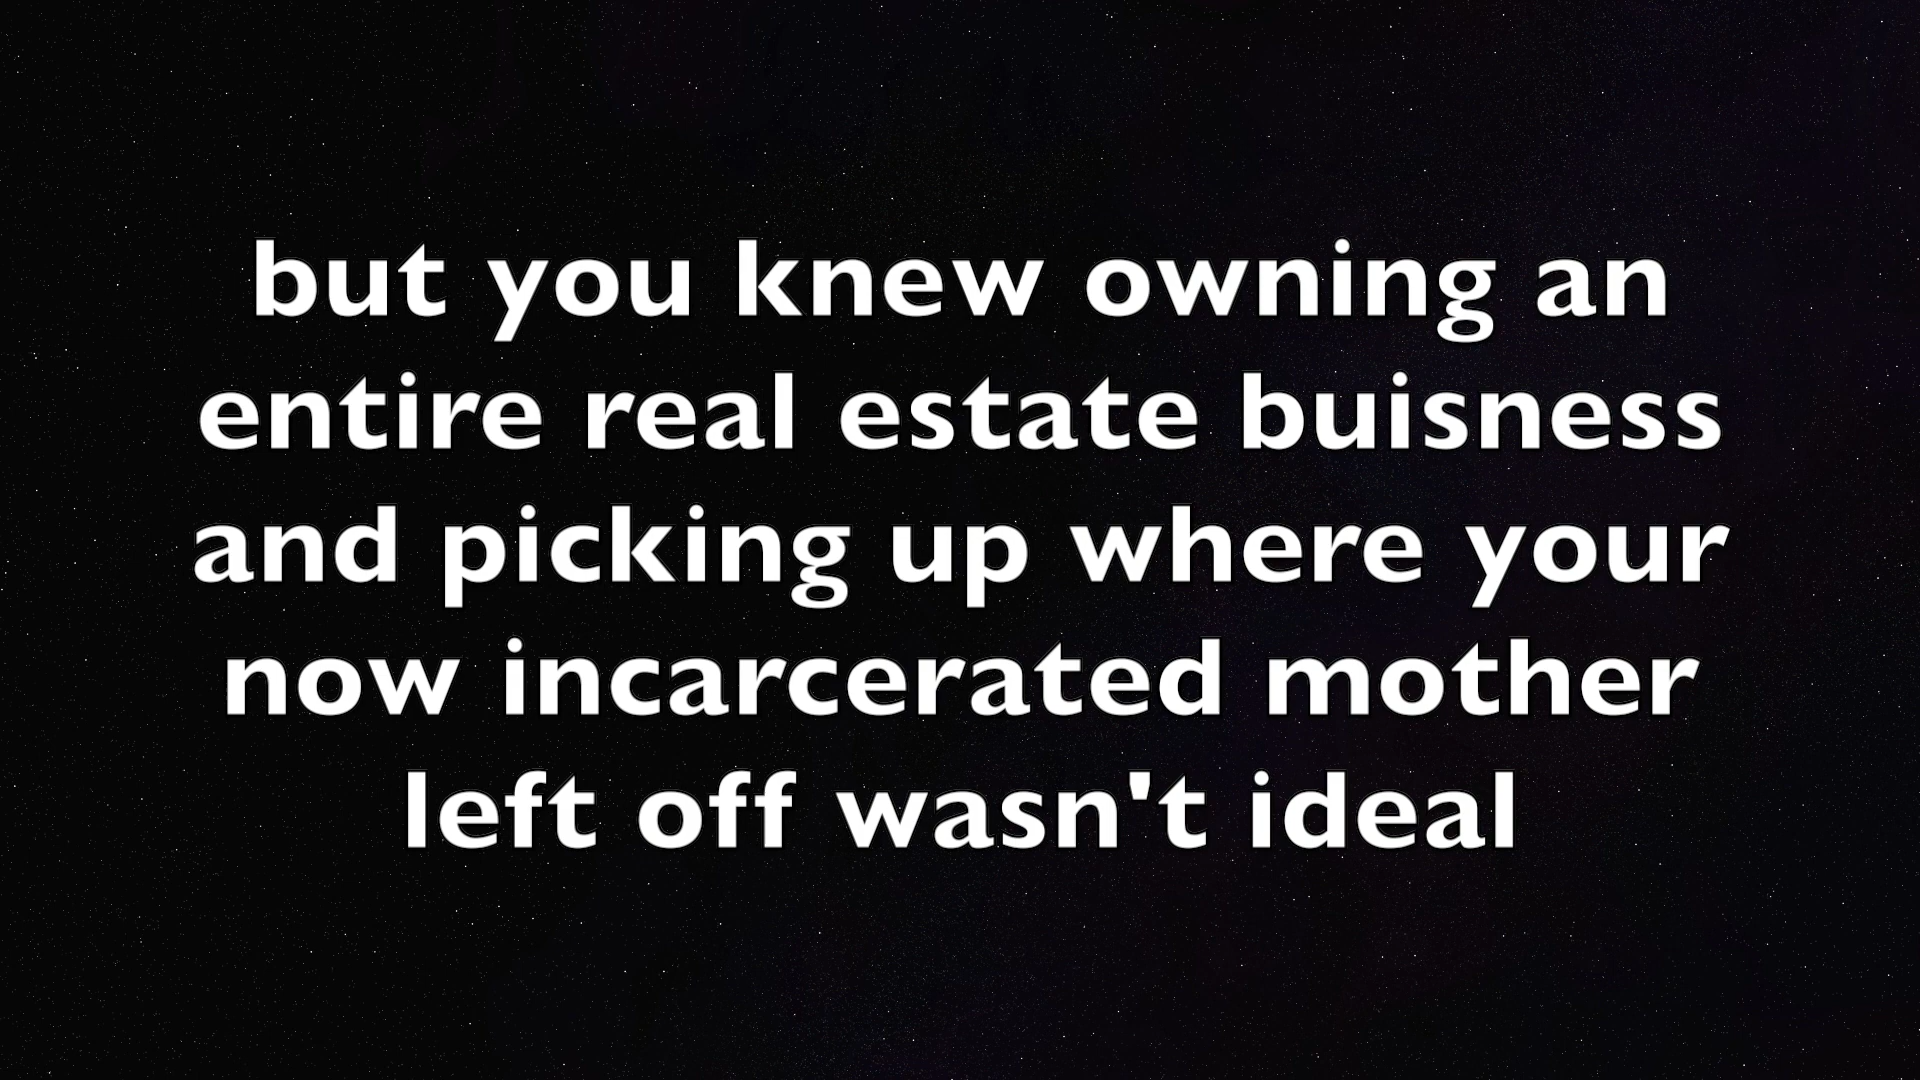 but you knew owning an
entire real estate buisness
and picking up where your
now incarcerated mother
left off wasn't ideal